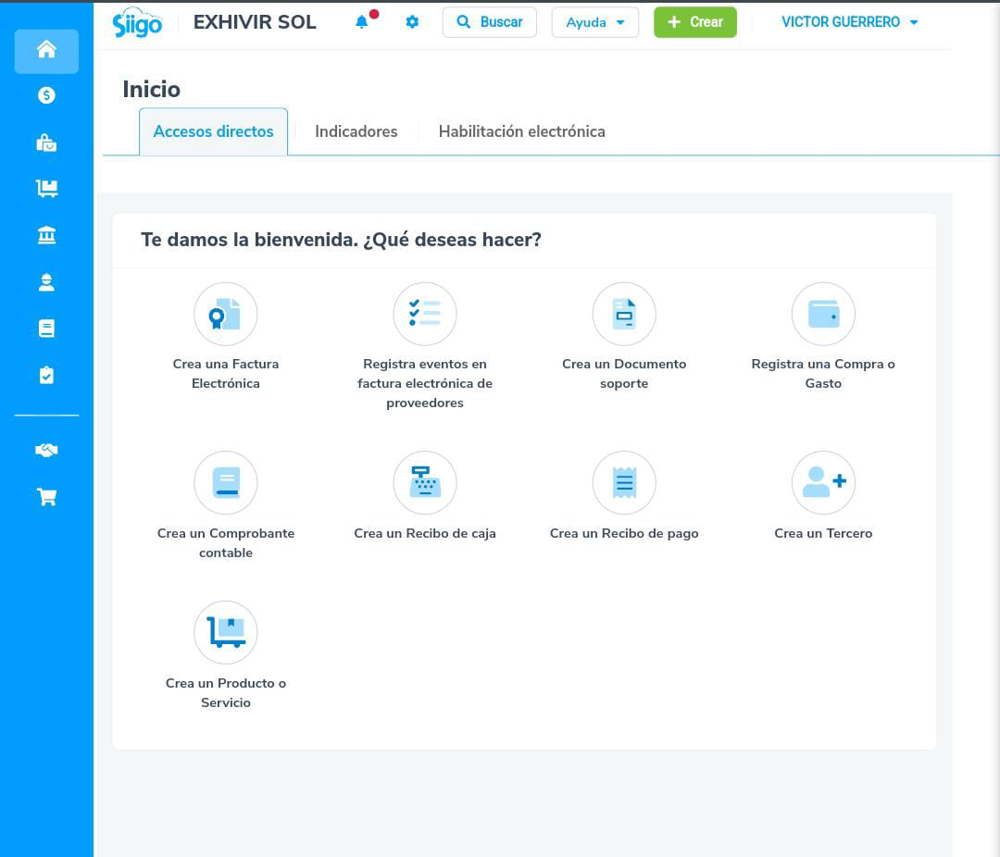 Siigo
EXHIVIR SOL
Buscar
Ayuda
Crear
VICTOR GUERRERO
Inicio
Accesos directos
Indicadores
Habilitación electrónica
Te damos la bienvenida. ¿Qué deseas hacer?
Crea una Factura
Electrónica
Registra eventos en
factura electrónica de
proveedores
Crea un Documento
soporte
Registra una Compra o
Gasto
Crea un Comprobante
contable
Crea un Recibo de caja
Crea un Recibo de pago
Crea un Tercero
Crea un Producto o
Servicio